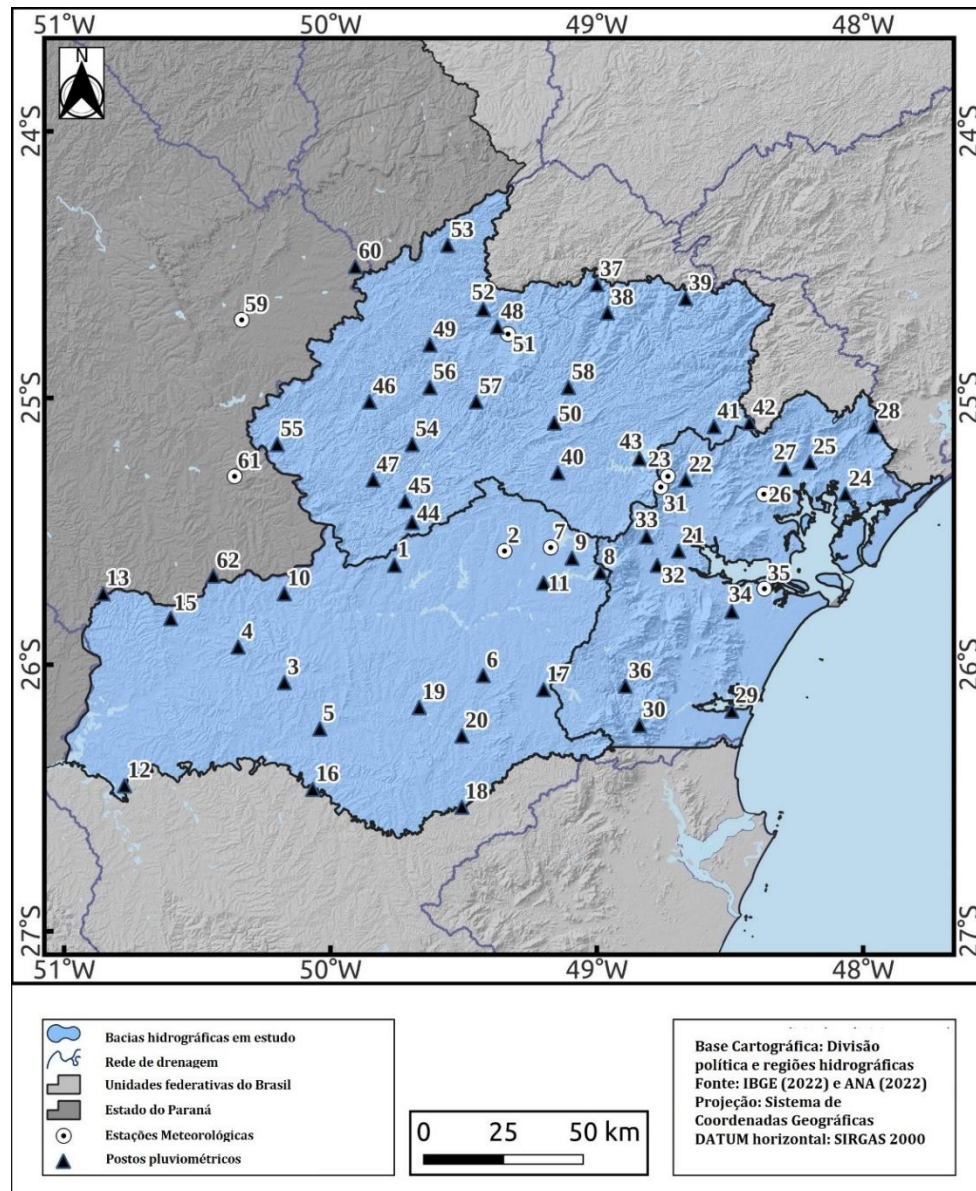 51°W 50°W 49°W 48°W
N
24°S 24°S
53
60
37
59 52 38 39
48
49 51
56 58
46 57
25°S 25°S
50 41 42 28
55 54 43 27 25
23 22
61 47 40 24
45 31 26
44 33
2 7 21
1 9 8
62 32 35
13 10 11 34
15
4
26°S 26°S
3 6 17 36
19 29
5 20 30
12 16 18
27°S 27°S
51°W 50°W 49°W 48°W
Bacias hidrográficas em estudo
Rede de drenagem
Unidades federativas do Brasil
Estado do Paraná
Estações Meteorológicas
Postos pluviométricos
0 25 50 km
Base Cartográfica: Divisão
política e regiões hidrográficas
Fonte: IBGE (2022) e ANA (2022)
Projeção: Sistema de
Coordenadas Geográficas
DATUM horizontal: SIRGAS 2000